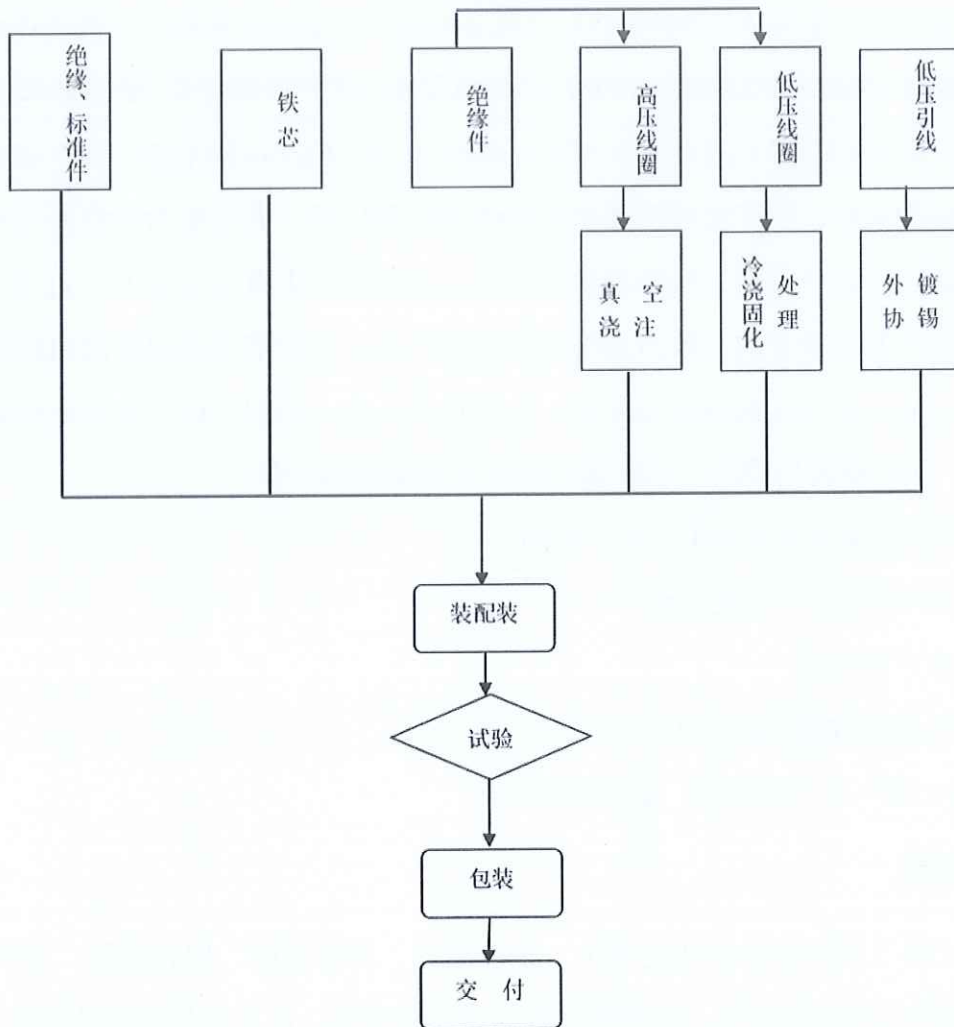 绝缘、标准件
铁芯
绝缘件
高压线圈
低压线圈
低压引线
真空
浇注
冷浇固化
处理
外镀
协锡
装配装
试验
包装
交付